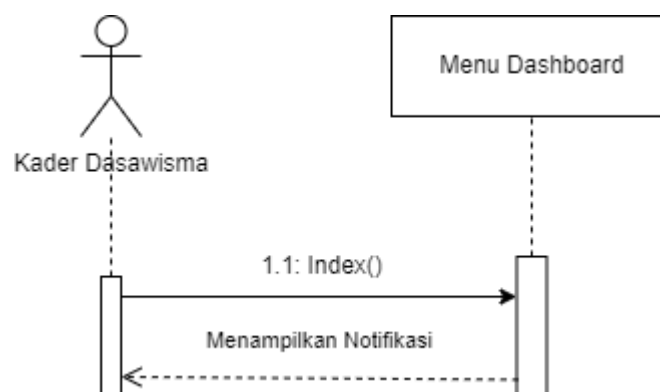 Menu Dashboard
Kader Dasawisma
1.1: Index()
Menampilkan Notifikasi